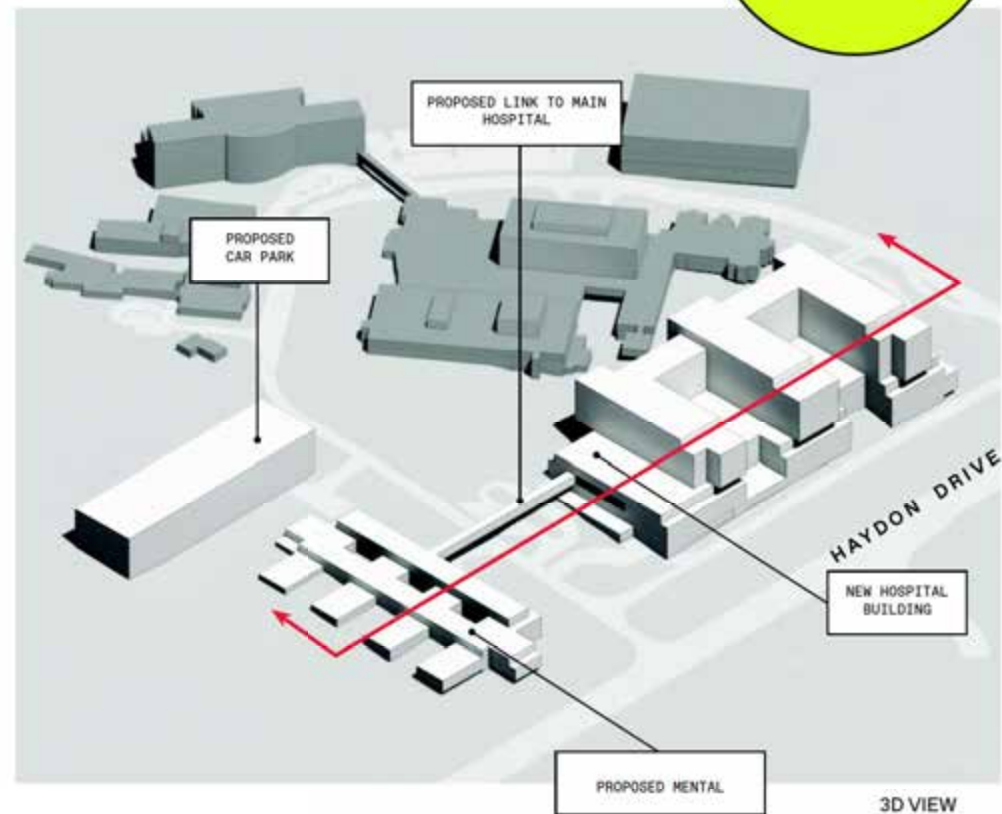 PROPOSED LINK TO MAIN
HOSPITAL
PROPOSED
CAR PARK
HAYDON DRIVE
NEW HOSPITAL
BUILDING
PROPOSED MENTAL
3D VIEW